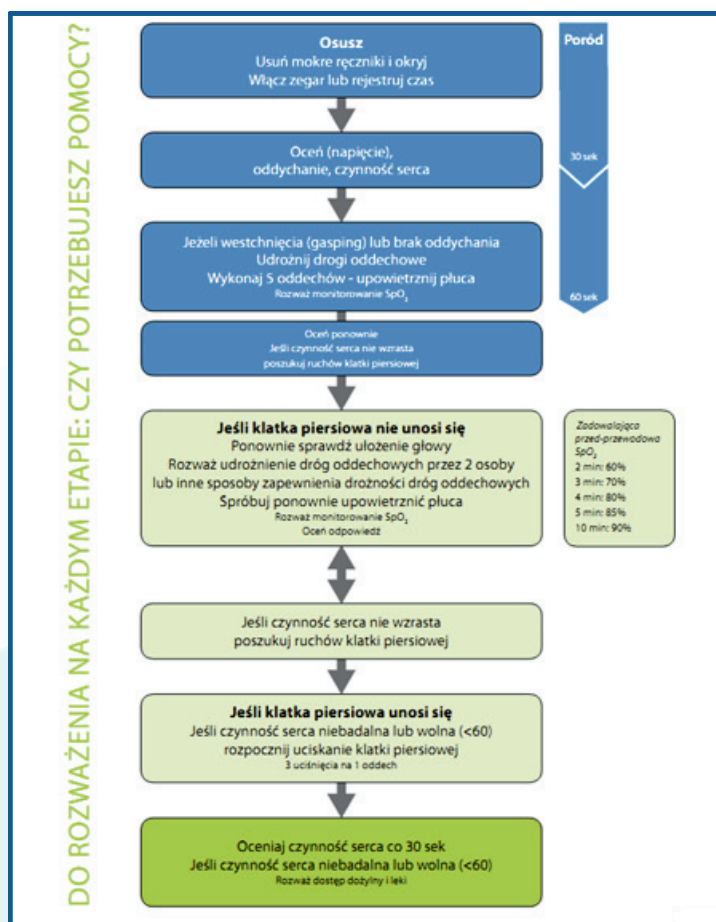 DO ROZWAŻENIA NA KAŻDYM ETAPIE: CZY POTRZEBUJESZ POMOCY?
Osusz
Usuń mokre ręczniki i okryj
Włącz zegar lub rejestruj czas
Poród
Oceń (napięcie),
oddychanie, czynność serca
30 sek
Jeżeli westchnięcia (gasping) lub brak oddychania
Udrożnij drogi oddechowe
Wykonaj 5 oddechów - upowietrznij płuca
Rozważ monitorowanie SpO₂
60 sek
Oceń ponownie
Jeśli czynność serca nie wzrasta
poszukuj ruchów klatki piersiowej
Jeśli klatka piersiowa nie unosi się
Ponownie sprawdź ułożenie głowy
Rozważ udrożnienie dróg oddechowych przez 2 osoby
lub inne sposoby zapewnienia drożności dróg oddechowych
Spróbuj ponownie upowietrznić płuca
Rozważ monitorowanie SpO₂
Oceń odpowiedź
Zadowalająca
przed-przewodowa
SpO₂
2 min: 60%
3 min: 70%
4 min: 80%
5 min: 85%
10 min: 90%
Jeśli czynność serca nie wzrasta
poszukuj ruchów klatki piersiowej
Jeśli klatka piersiowa unosi się
Jeśli czynność serca niebadalna lub wolna (<60)
rozpocznij uciskanie klatki piersiowej
3 uciśnięcia na 1 oddech
Oceniaj czynność serca co 30 sek
Jeśli czynność serca niebadalna lub wolna (<60)
Rozważ dostęp dożylny i leki